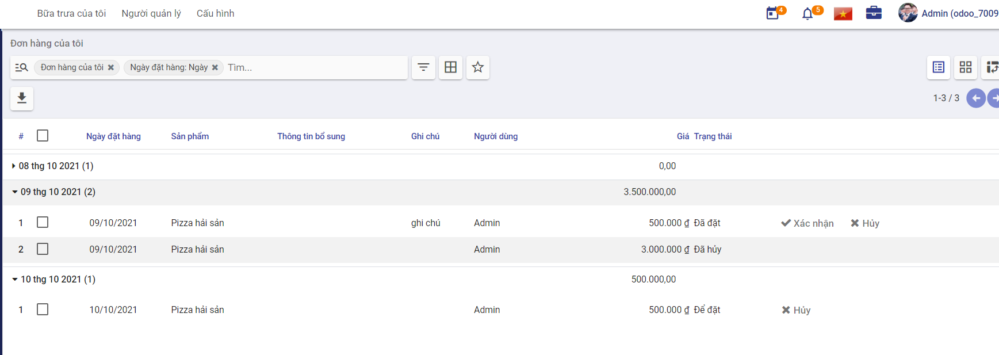 Bữa trưa của tôi Người quản lý Cấu hình 4 5 Admin (odoo_7009
Đơn hàng của tôi
Đơn hàng của tôi Ngày đặt hàng: Ngày Tìm...
1-3 / 3
# Ngày đặt hàng Sản phẩm Thông tin bổ sung Ghi chú Người dùng Giá Trạng thái
08 thg 10 2021 (1) 0,00
09 thg 10 2021 (2) 3.500.000,00
1 09/10/2021 Pizza hải sản ghi chú Admin 500.000 ₫ Đã đặt Xác nhận Hủy
2 09/10/2021 Pizza hải sản Admin 3.000.000 ₫ Đã hủy
10 thg 10 2021 (1) 500.000,00
1 10/10/2021 Pizza hải sản Admin 500.000 ₫ Để đặt Hủy